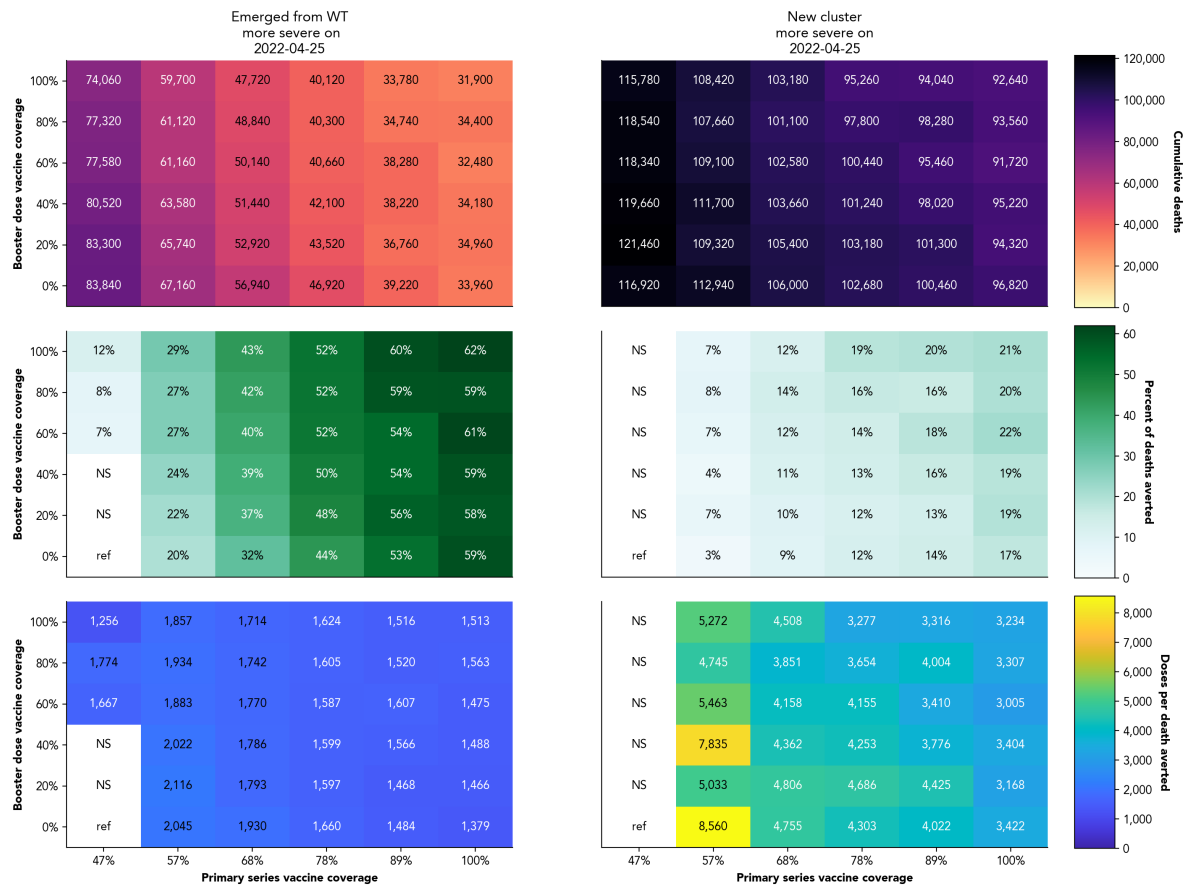 Emerged from WT
more severe on
2022-04-25
New cluster
more severe on
2022-04-25
Booster dose vaccine coverage
100% 74,060 59,700 47,720 40,120 33,780 31,900 115,780 108,420 103,180 95,260 94,040 92,640
80% 77,320 61,120 48,840 40,300 34,740 34,400 118,540 107,660 101,100 97,800 98,280 93,560
60% 77,580 61,160 50,140 40,660 38,280 32,480 118,340 109,100 102,580 100,440 95,460 91,720
40% 80,520 63,580 51,440 42,100 38,220 34,180 119,660 111,700 103,660 101,240 98,020 95,220
20% 83,300 65,740 52,920 43,520 36,760 34,960 121,460 109,320 105,400 103,180 101,300 94,320
0% 83,840 67,160 56,940 46,920 39,220 33,960 116,920 112,940 106,000 102,680 100,460 96,820
120,000
100,000
80,000
60,000
40,000
20,000
0
Cumulative deaths
Booster dose vaccine coverage
100% 12% 29% 43% 52% 60% 62% NS 7% 12% 19% 20% 21%
80% 8% 27% 42% 52% 59% 59% NS 8% 14% 16% 16% 20%
60% 7% 27% 40% 52% 54% 61% NS 7% 12% 14% 18% 22%
40% NS 24% 39% 50% 54% 59% NS 4% 11% 13% 16% 19%
20% NS 22% 37% 48% 56% 58% NS 7% 10% 12% 13% 19%
0% ref 20% 32% 44% 53% 59% ref 3% 9% 12% 14% 17%
60
50
40
30
20
10
0
Percent of deaths averted
Booster dose vaccine coverage
100% 1,256 1,857 1,714 1,624 1,516 1,513 NS 5,272 4,508 3,277 3,316 3,234
80% 1,774 1,934 1,742 1,605 1,520 1,563 NS 4,745 3,851 3,654 4,004 3,307
60% 1,667 1,883 1,770 1,587 1,607 1,475 NS 5,463 4,158 4,155 3,410 3,005
40% NS 2,022 1,786 1,599 1,566 1,488 NS 7,835 4,362 4,253 3,776 3,404
20% NS 2,116 1,793 1,597 1,468 1,466 NS 5,033 4,806 4,686 4,425 3,168
0% ref 2,045 1,930 1,660 1,484 1,379 ref 8,560 4,755 4,303 4,022 3,422
47% 57% 68% 78% 89% 100% 47% 57% 68% 78% 89% 100%
Primary series vaccine coverage
Primary series vaccine coverage
8,000
7,000
6,000
5,000
4,000
3,000
2,000
1,000
0
Doses per death averted